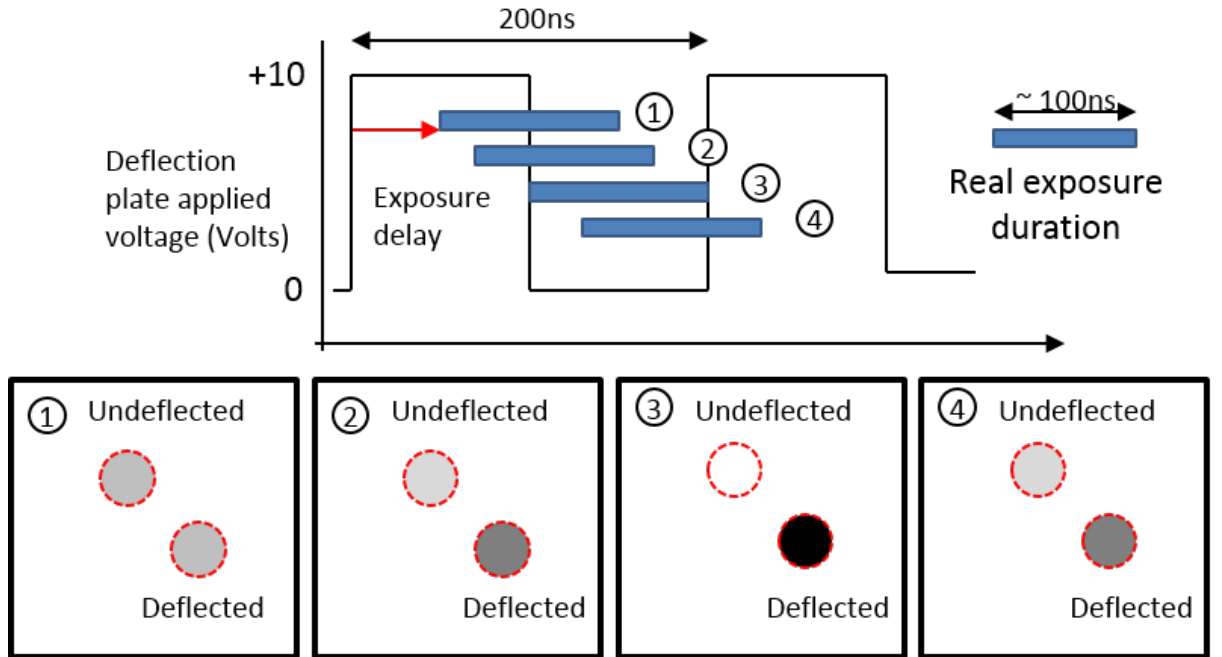 200ns
+10
0
Deflection
plate applied
voltage (Volts)
Exposure
delay
①
②
③
④
~ 100ns
Real exposure
duration
① Undeflected
Deflected
② Undeflected
Deflected
③ Undeflected
Deflected
④ Undeflected
Deflected